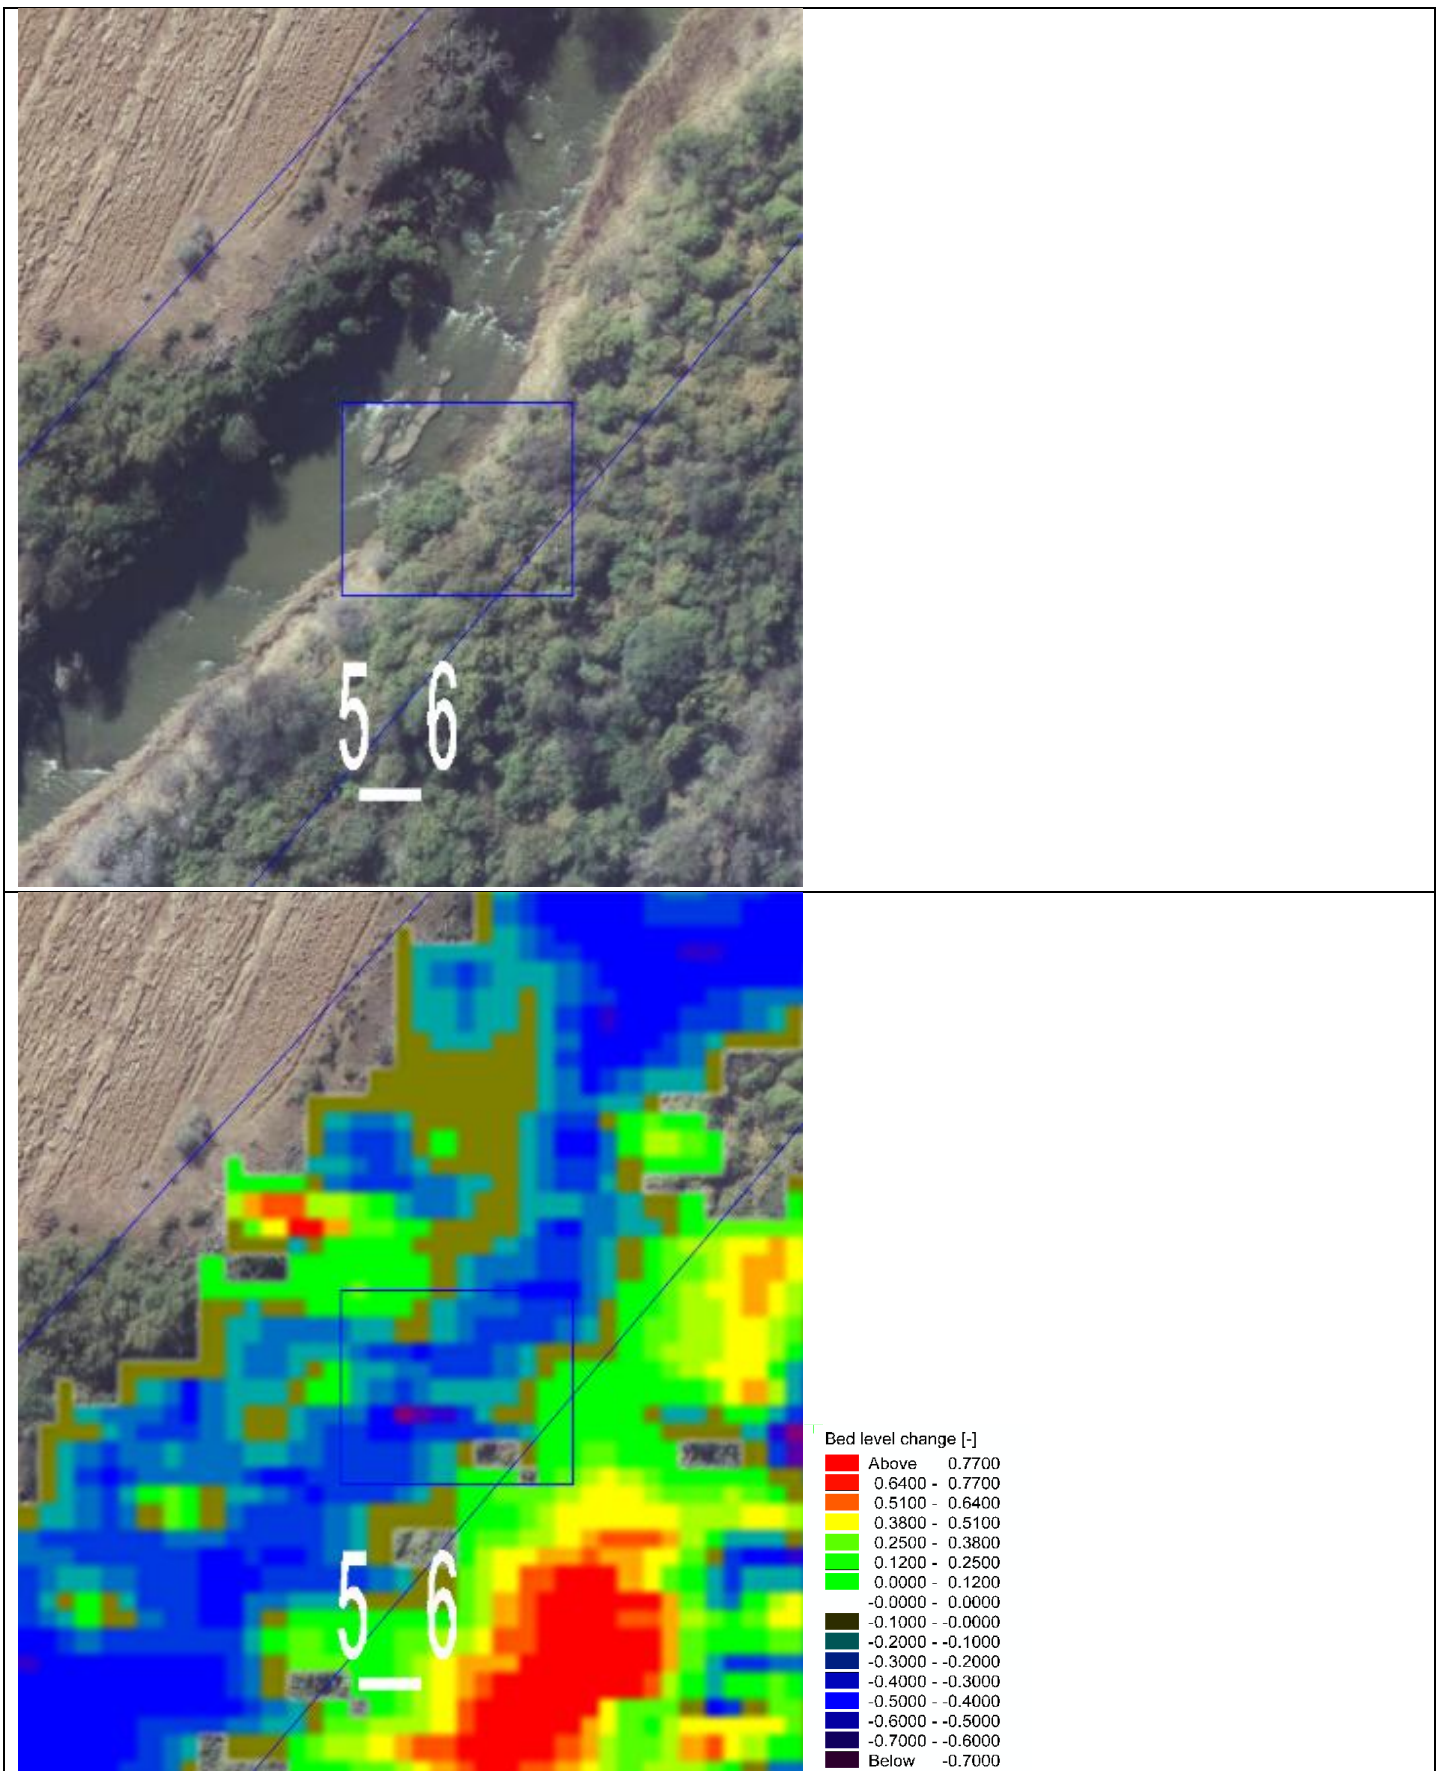 5_6
Bed level change [-]
Above 0.7700
0.6400 - 0.7700
0.5100 - 0.6400
0.3800 - 0.5100
0.2500 - 0.3800
0.1200 - 0.2500
0.0000 - 0.1200
-0.0000 - 0.0000
-0.1000 - -0.0000
-0.2000 - -0.1000
-0.3000 - -0.2000
-0.4000 - -0.3000
-0.5000 - -0.4000
-0.6000 - -0.5000
-0.7000 - -0.6000
Below -0.7000
5_6